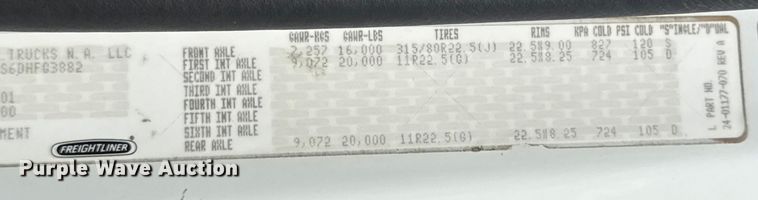 GAWR-KGS GAWR-LBS TIRES RIMS KPA COLD PSI COLD "S"INGLE/"D"UAL
TRUCKS N. A. LLC
S6DHFG3882
01
00
MENT
FRONT AXLE 7,257 16,000 315/80R22.5(J) 22.5X9.00 827 120 S
FIRST INT AXLE 9,072 20,000 11R22.5(G) 22.5X8.25 724 105 D
SECOND INT AXLE
THIRD INT AXLE
FOURTH INT AXLE
FIFTH INT AXLE
SIXTH INT AXLE
REAR AXLE 9,072 20,000 11R22.5(G) 22.5X8.25 724 105 D
FREIGHTLINER
L PART NO.
24-01177-070 REV A
Purple Wave Auction